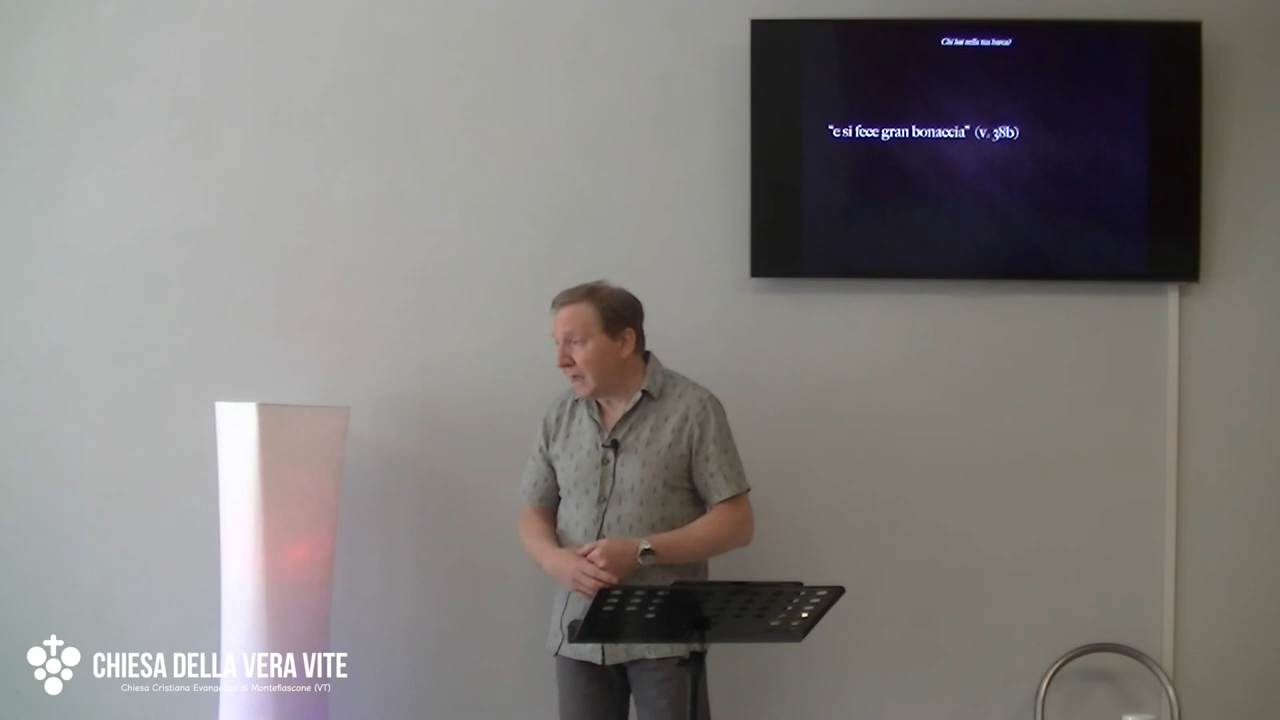 Chi hai nella tua barca?
"e si fece gran bonaccia" (v. 38b)
CHIESA DELLA VERA VITE
Chiesa Cristiana Evangelica di Montefiascone (VT)